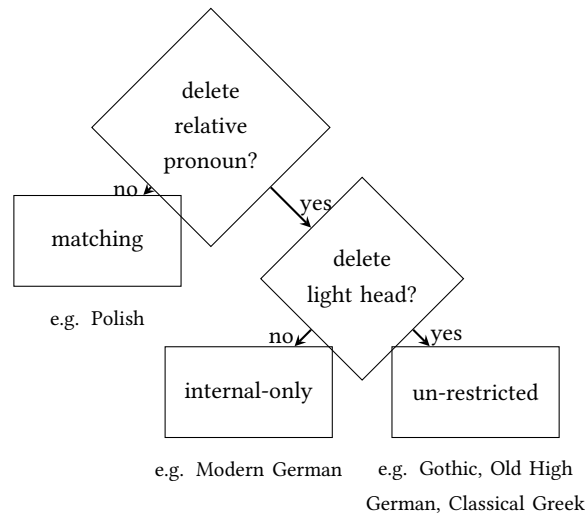 delete
relative
pronoun?
no
yes
matching
e.g. Polish
delete
light head?
no
yes
internal-only
un-restricted
e.g. Modern German
e.g. Gothic, Old High
German, Classical Greek